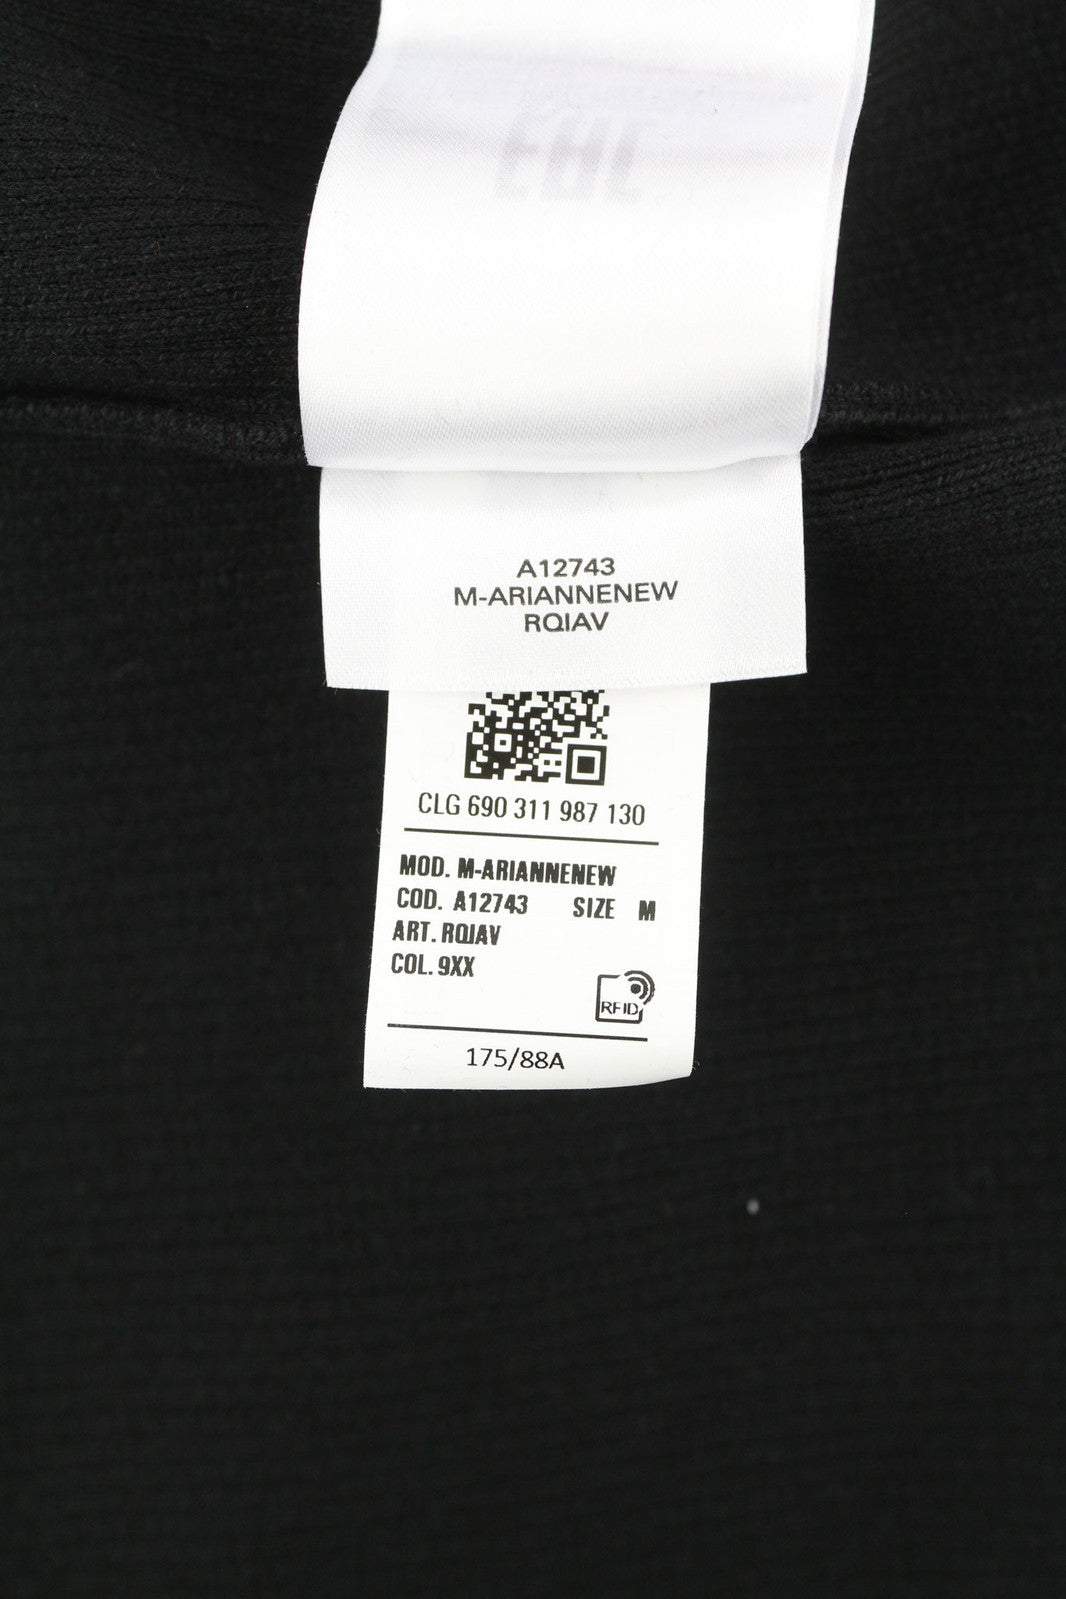 A12743
M-ARIANNENEW
RQIAV
CLG 690 311 987 130
MOD. M-ARIANNENEW
COD. A12743 SIZE M
ART. RQIAV
COL. 9XX
RFID
175/88A